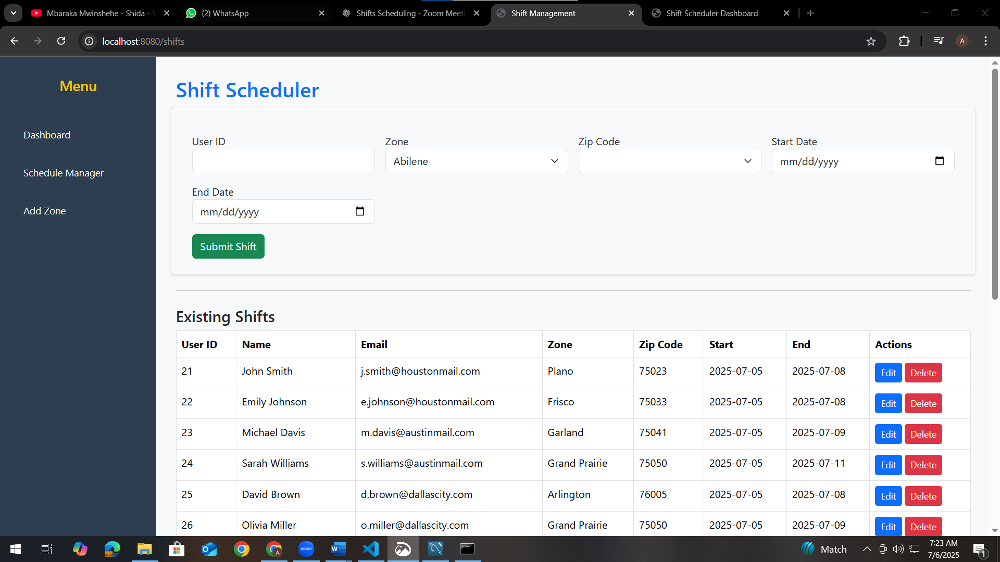 Mbaraka Mwinshehe - Shida - Y
(2) WhatsApp
Shifts Scheduling - Zoom Meeti
Shift Management
Shift Scheduler Dashboard
localhost:8080/shifts
A
Menu
Dashboard
Schedule Manager
Add Zone
Shift Scheduler
User ID
Zone
Zip Code
Start Date
Abilene
mm/dd/yyyy
End Date
mm/dd/yyyy
Submit Shift
Existing Shifts
User ID Name Email Zone Zip Code Start End Actions
21 John Smith j.smith@houstonmail.com Plano 75023 2025-07-05 2025-07-08 Edit Delete
22 Emily Johnson e.johnson@houstonmail.com Frisco 75033 2025-07-05 2025-07-08 Edit Delete
23 Michael Davis m.davis@austinmail.com Garland 75041 2025-07-05 2025-07-09 Edit Delete
24 Sarah Williams s.williams@austinmail.com Grand Prairie 75050 2025-07-05 2025-07-11 Edit Delete
25 David Brown d.brown@dallascity.com Arlington 76005 2025-07-05 2025-07-08 Edit Delete
26 Olivia Miller o.miller@dallascity.com Grand Prairie 75050 2025-07-05 2025-07-09 Edit Delete
zoom
Match
7:23 AM
7/6/2025
1